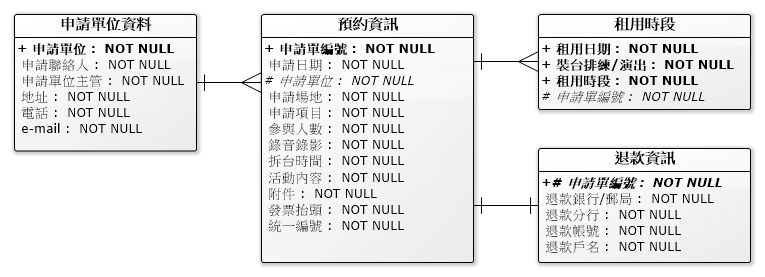 申請單位資料
+ 申請單位： NOT NULL
申請聯絡人： NOT NULL
申請單位主管： NOT NULL
地址： NOT NULL
電話： NOT NULL
e-mail： NOT NULL
預約資訊
+ 申請單編號： NOT NULL
申請日期： NOT NULL
# 申請單位： NOT NULL
申請場地： NOT NULL
申請項目： NOT NULL
參與人數： NOT NULL
錄音錄影： NOT NULL
拆台時間： NOT NULL
活動內容： NOT NULL
附件： NOT NULL
發票抬頭： NOT NULL
統一編號： NOT NULL
租用時段
+ 租用日期： NOT NULL
+ 裝台排練/演出： NOT NULL
+ 租用時段： NOT NULL
# 申請單編號： NOT NULL
退款資訊
+# 申請單編號： NOT NULL
退款銀行/郵局： NOT NULL
退款分行： NOT NULL
退款帳號： NOT NULL
退款戶名： NOT NULL